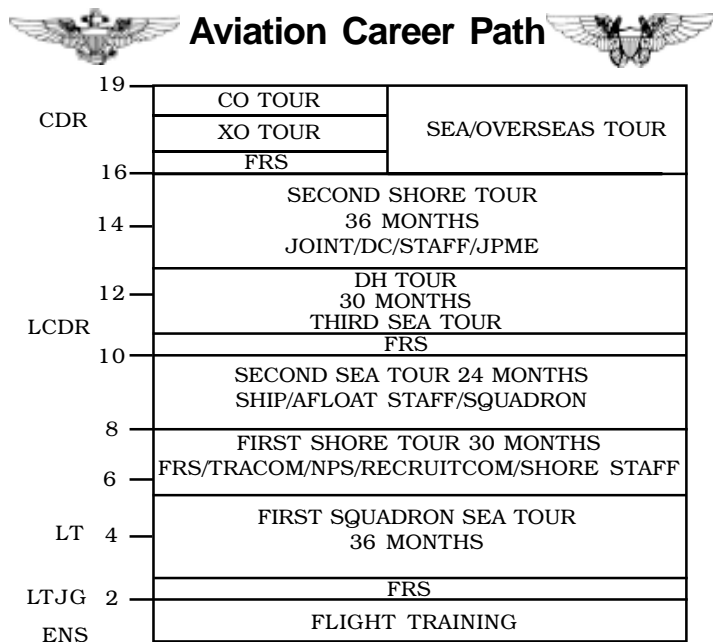 Aviation Career Path
19
CDR
CO TOUR
XO TOUR
FRS
SEA/OVERSEAS TOUR
16
SECOND SHORE TOUR
14
36 MONTHS
JOINT/DC/STAFF/JPME
DH TOUR
12
30 MONTHS
LCDR
THIRD SEA TOUR
FRS
10
SECOND SEA TOUR 24 MONTHS
SHIP/AFLOAT STAFF/SQUADRON
8
FIRST SHORE TOUR 30 MONTHS
FRS/TRACOM/NPS/RECRUITCOM/SHORE STAFF
6
FIRST SQUADRON SEA TOUR
LT 4
36 MONTHS
FRS
LTJG 2
FLIGHT TRAINING
ENS